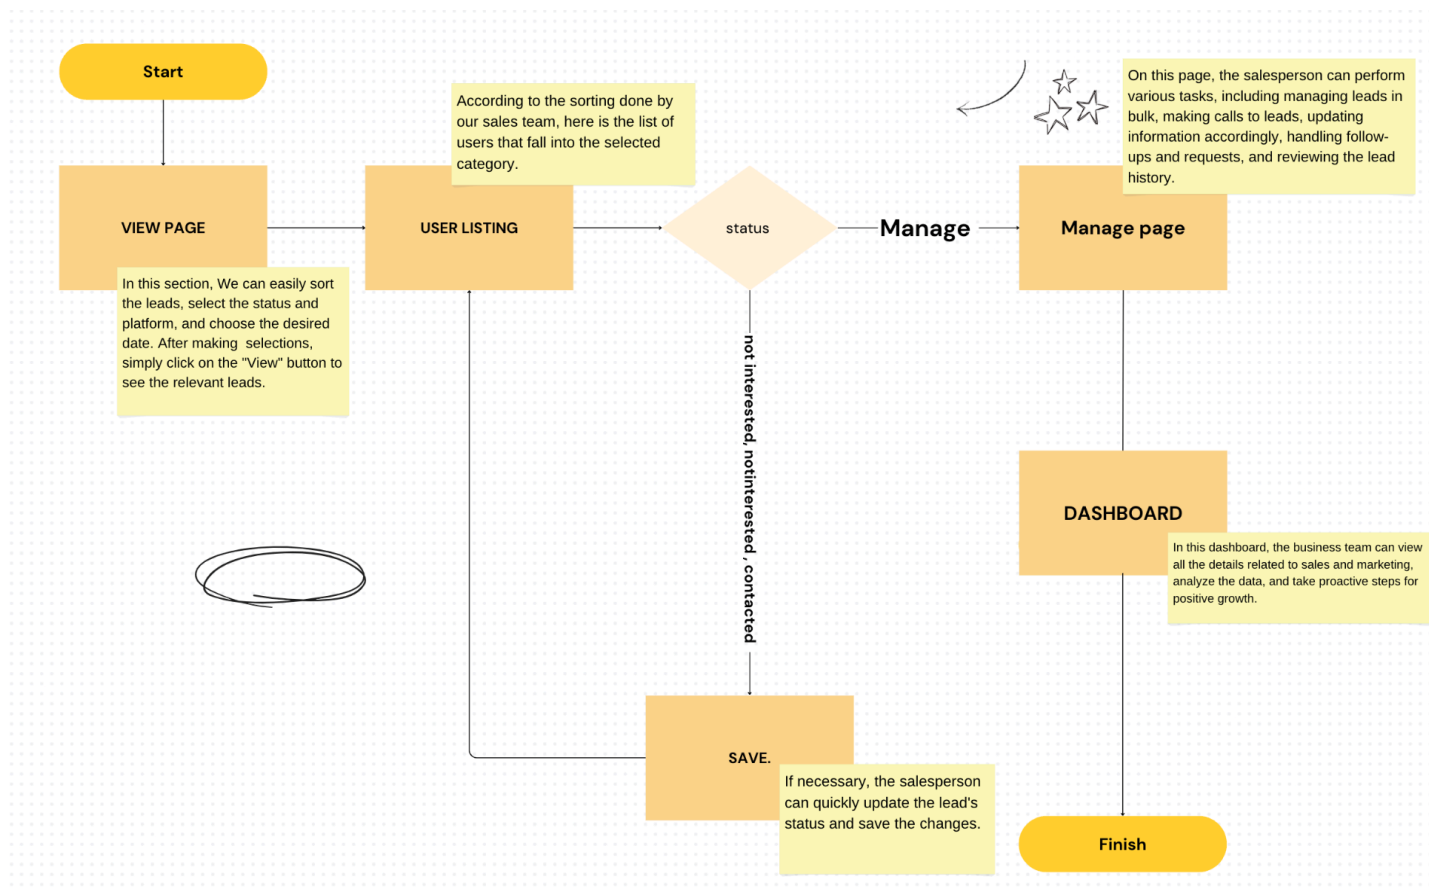 Start
According to the sorting done by
our sales team, here is the list of
users that fall into the selected
category.
On this page, the salesperson can perform
various tasks, including managing leads in
bulk, making calls to leads, updating
information accordingly, handling follow-
ups and requests, and reviewing the lead
history.
VIEW PAGE
USER LISTING
status
Manage
Manage page
In this section, We can easily sort
the leads, select the status and
platform, and choose the desired
date. After making  selections,
simply click on the "View" button to
see the relevant leads.
not interested, notinterested , contacted
DASHBOARD
In this dashboard, the business team can view
all the details related to sales and marketing,
analyze the data, and take proactive steps for
positive growth.
SAVE.
If necessary, the salesperson
can quickly update the lead's
status and save the changes.
Finish